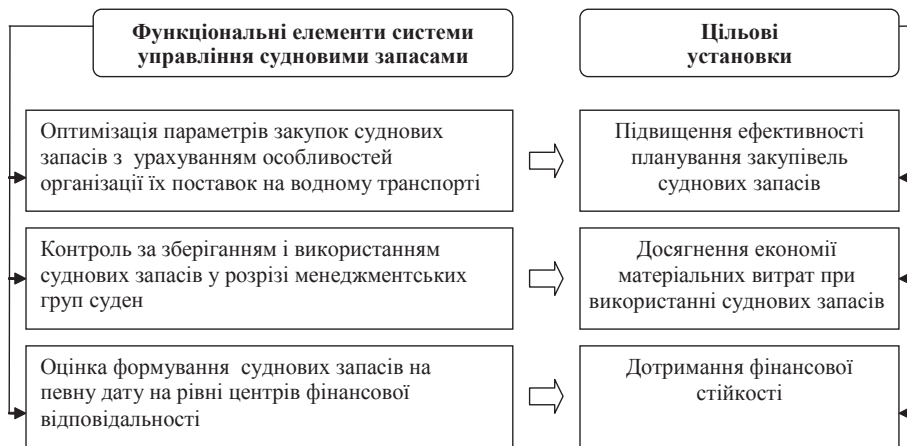 Функціональні елементи системи
управління судновими запасами
Цільові
установки
Оптимізація параметрів закупок суднових
запасів з урахуванням особливостей
організації їх поставок на водному транспорті
Підвищення ефективності
планування закупівель
суднових запасів
Контроль за зберіганням і використанням
суднових запасів у розрізі менеджментських
груп суден
Досягнення економії
матеріальних витрат при
використанні суднових запасів
Оцінка формування суднових запасів на
певну дату на рівні центрів фінансової
відповідальності
Дотримання фінансової
стійкості